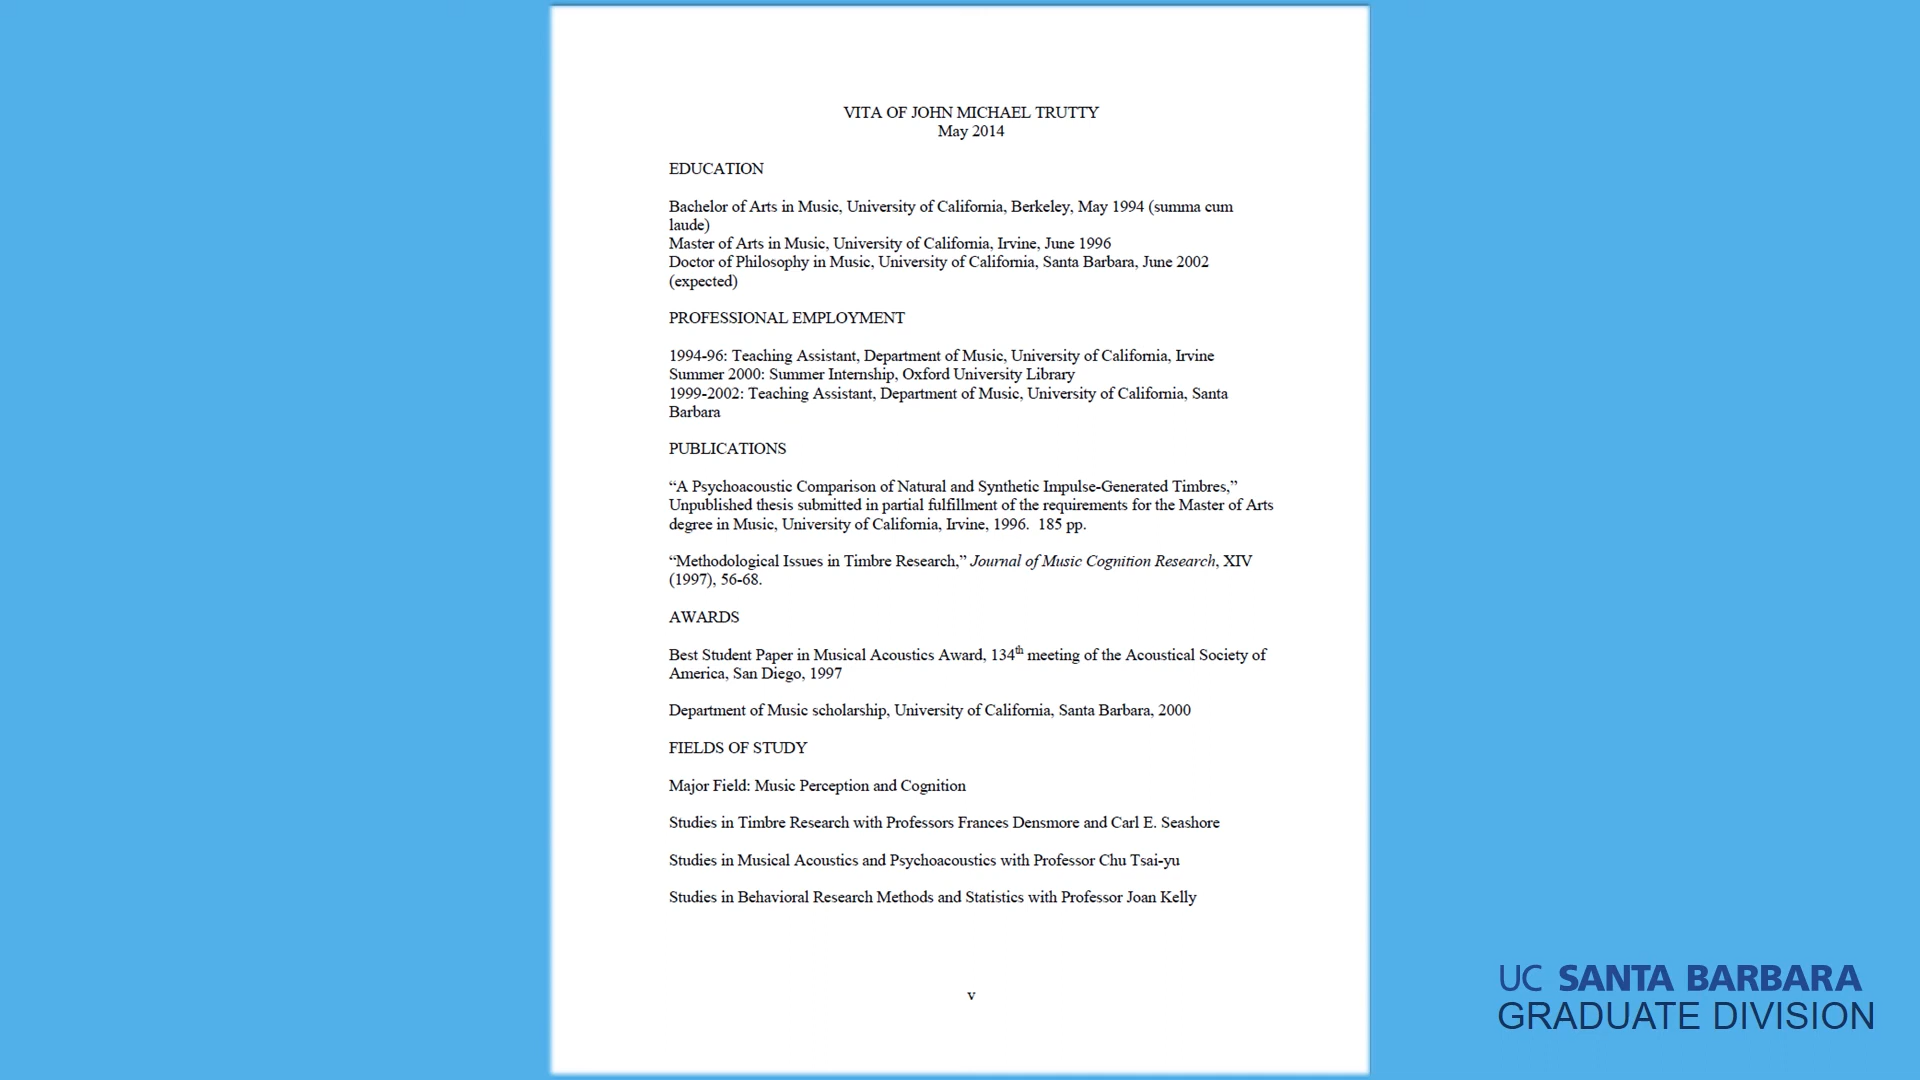 VITA OF JOHN MICHAEL TRUTTY
May 2014
EDUCATION
Bachelor of Arts in Music, University of California, Berkeley, May 1994 (summa cum
laude)
Master of Arts in Music, University of California, Irvine, June 1996
Doctor of Philosophy in Music, University of California, Santa Barbara, June 2002
(expected)
PROFESSIONAL EMPLOYMENT
1994-96: Teaching Assistant, Department of Music, University of California, Irvine
Summer 2000: Summer Internship, Oxford University Library
1999-2002: Teaching Assistant, Department of Music, University of California, Santa
Barbara
PUBLICATIONS
“A Psychoacoustic Comparison of Natural and Synthetic Impulse-Generated Timbres,”
Unpublished thesis submitted in partial fulfillment of the requirements for the Master of Arts
degree in Music, University of California, Irvine, 1996.  185 pp.
“Methodological Issues in Timbre Research,” Journal of Music Cognition Research, XIV
(1997), 56-68.
AWARDS
Best Student Paper in Musical Acoustics Award, 134th meeting of the Acoustical Society of
America, San Diego, 1997
Department of Music scholarship, University of California, Santa Barbara, 2000
FIELDS OF STUDY
Major Field: Music Perception and Cognition
Studies in Timbre Research with Professors Frances Densmore and Carl E. Seashore
Studies in Musical Acoustics and Psychoacoustics with Professor Chu Tsai-yu
Studies in Behavioral Research Methods and Statistics with Professor Joan Kelly
v
UC SANTA BARBARA
GRADUATE DIVISION